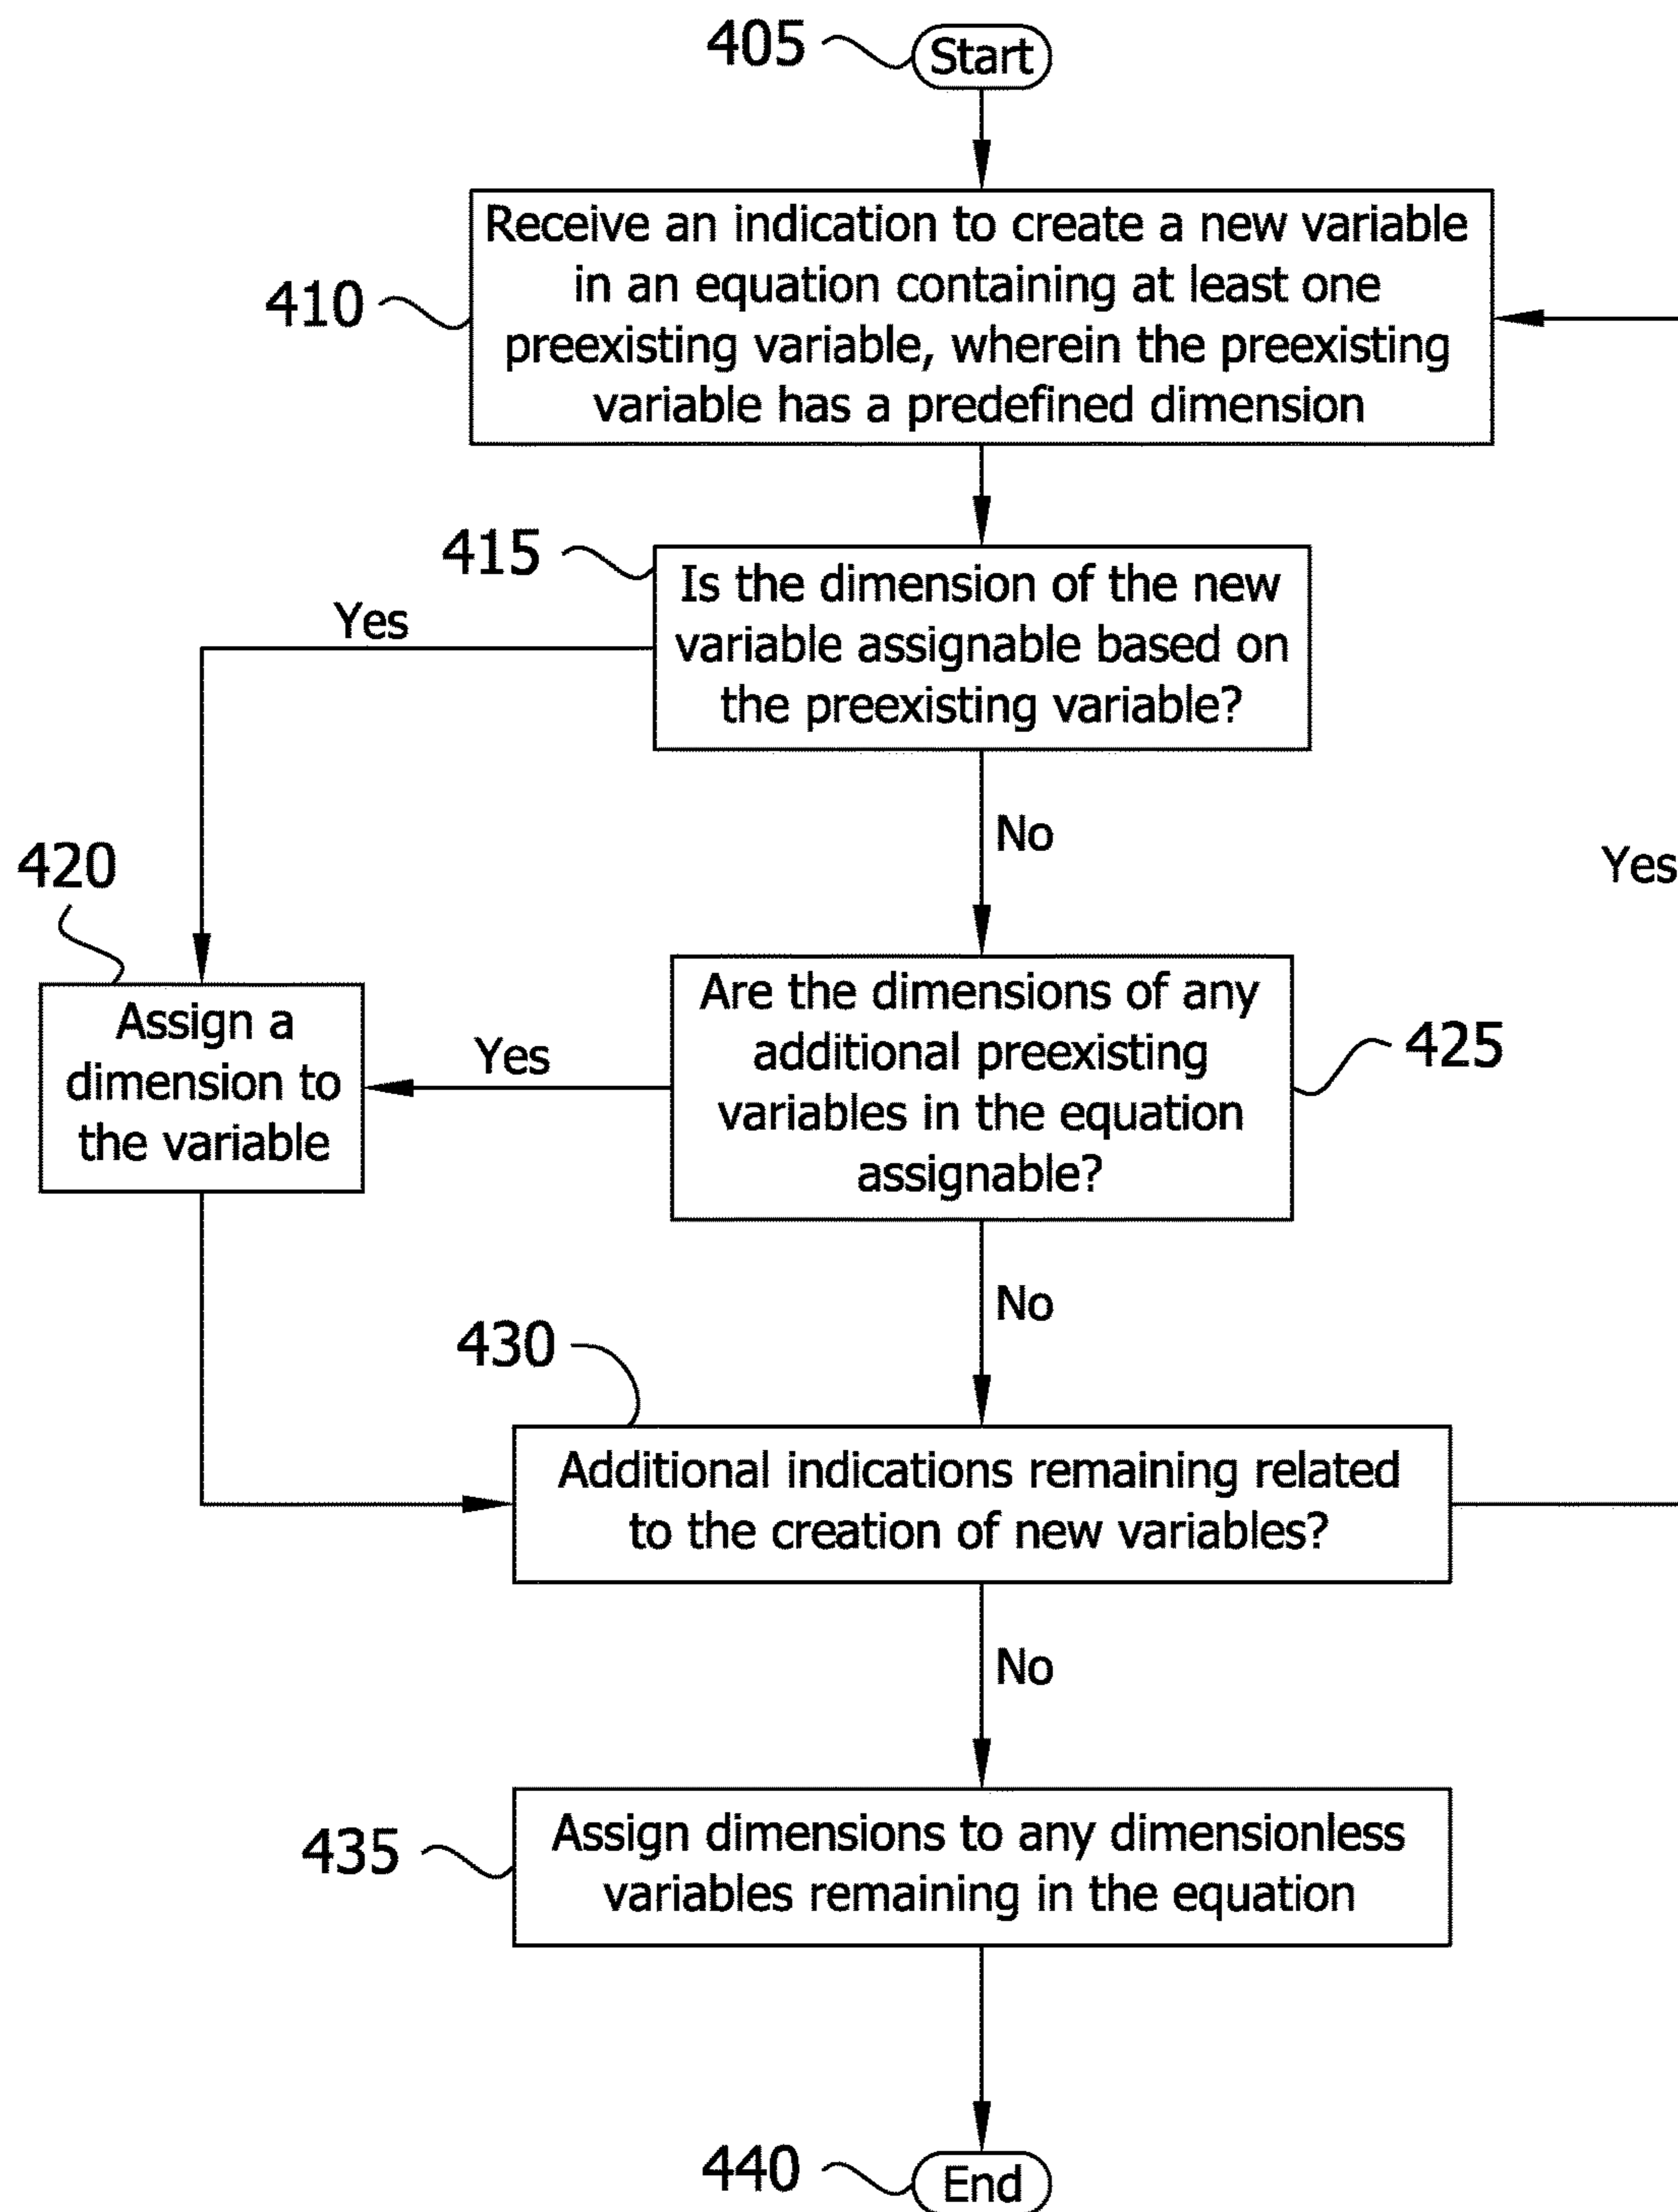 405
Start
410
Receive an indication to create a new variable
in an equation containing at least one
preexisting variable, wherein the preexisting
variable has a predefined dimension
415
Is the dimension of the new
variable assignable based on
the preexisting variable?
Yes
No
Yes
420
Assign a
dimension to
the variable
Yes
Are the dimensions of any
additional preexisting
variables in the equation
assignable?
425
No
430
Additional indications remaining related
to the creation of new variables?
No
435
Assign dimensions to any dimensionless
variables remaining in the equation
440
End